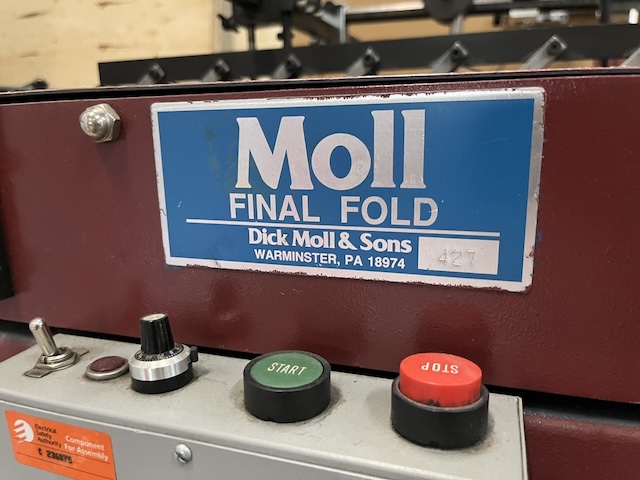 Moll
FINAL FOLD
Dick Moll & Sons
WARMINSTER, PA 18974
427
START
STOP
Electrical
Safety
Authority
Component
For Assembly